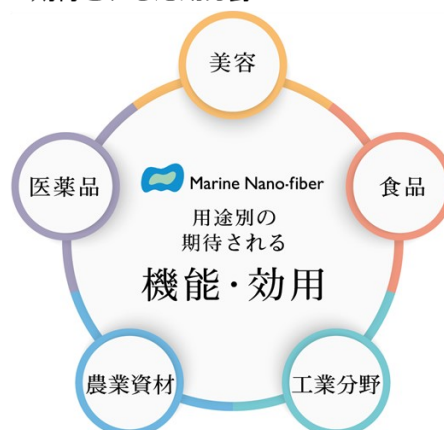 美容
医薬品
食品
Marine Nano-fiber
用途別の
期待される
機能・効用
農業資材
工業分野